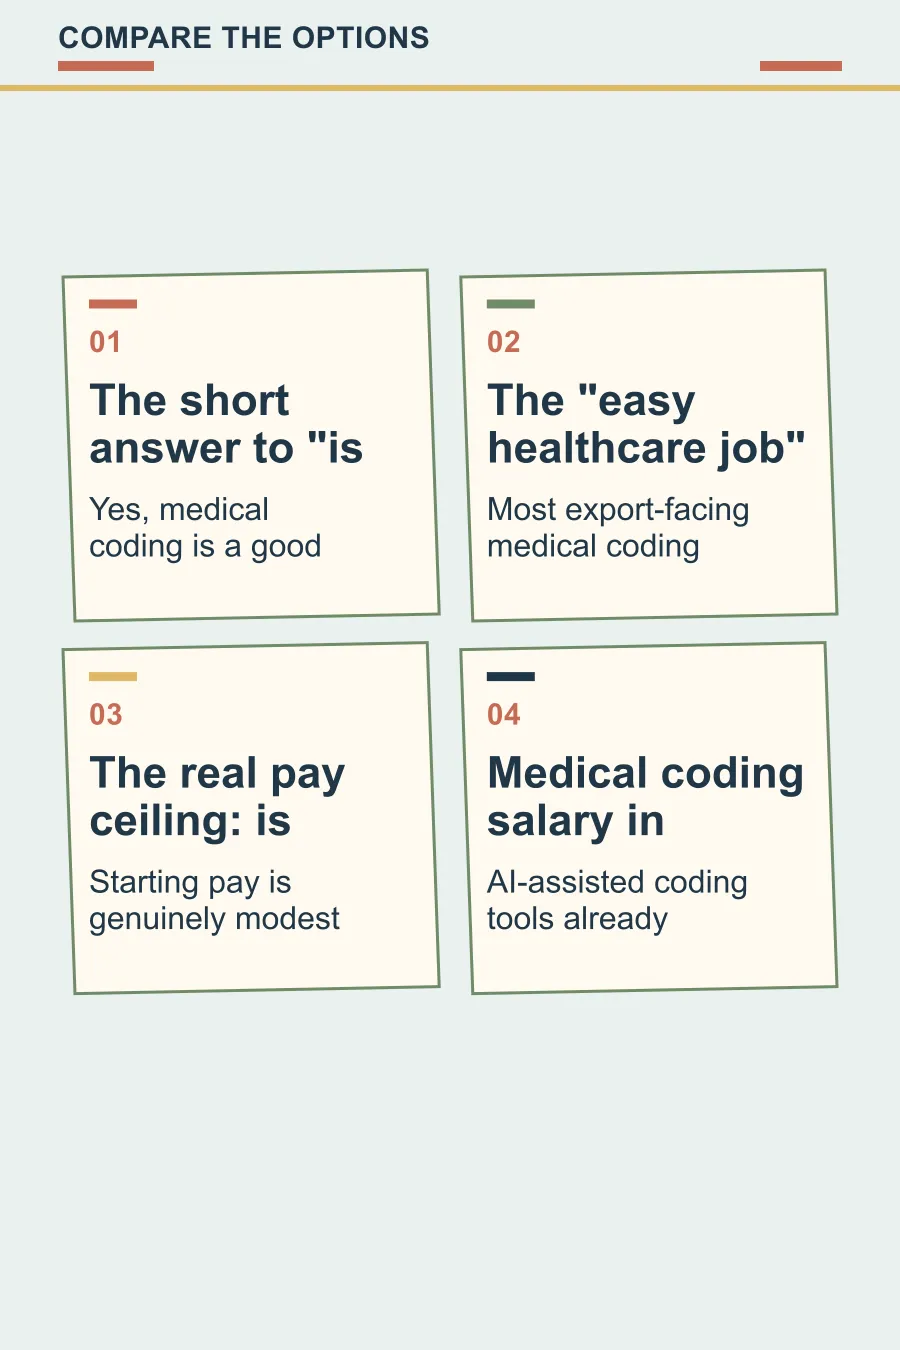 COMPARE THE OPTIONS
01
The short
answer to "is
Yes, medical
coding is a good
02
The "easy
healthcare job"
Most export-facing
medical coding
03
The real pay
ceiling: is
Starting pay is
genuinely modest
04
Medical coding
salary in
AI-assisted coding
tools already